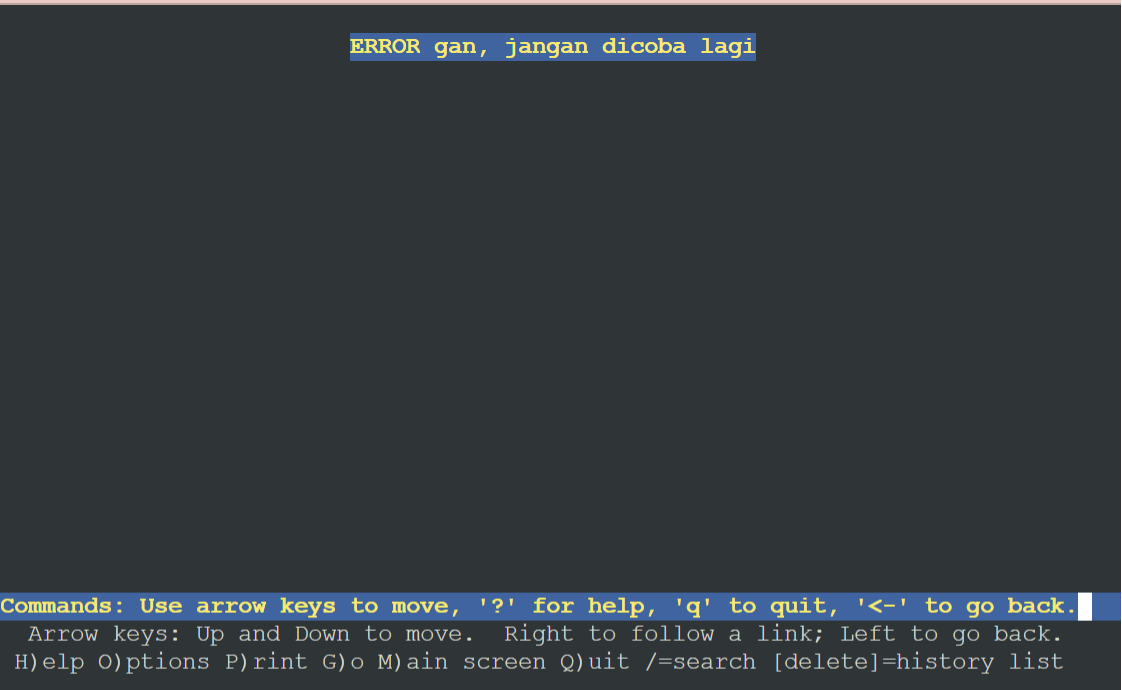 ERROR gan, jangan dicoba lagi
Commands: Use arrow keys to move, '?' for help, 'q' to quit, '<-' to go back.
Arrow keys: Up and Down to move.  Right to follow a link; Left to go back.
H)elp O)ptions P)rint G)o M)ain screen Q)uit /=search [delete]=history list